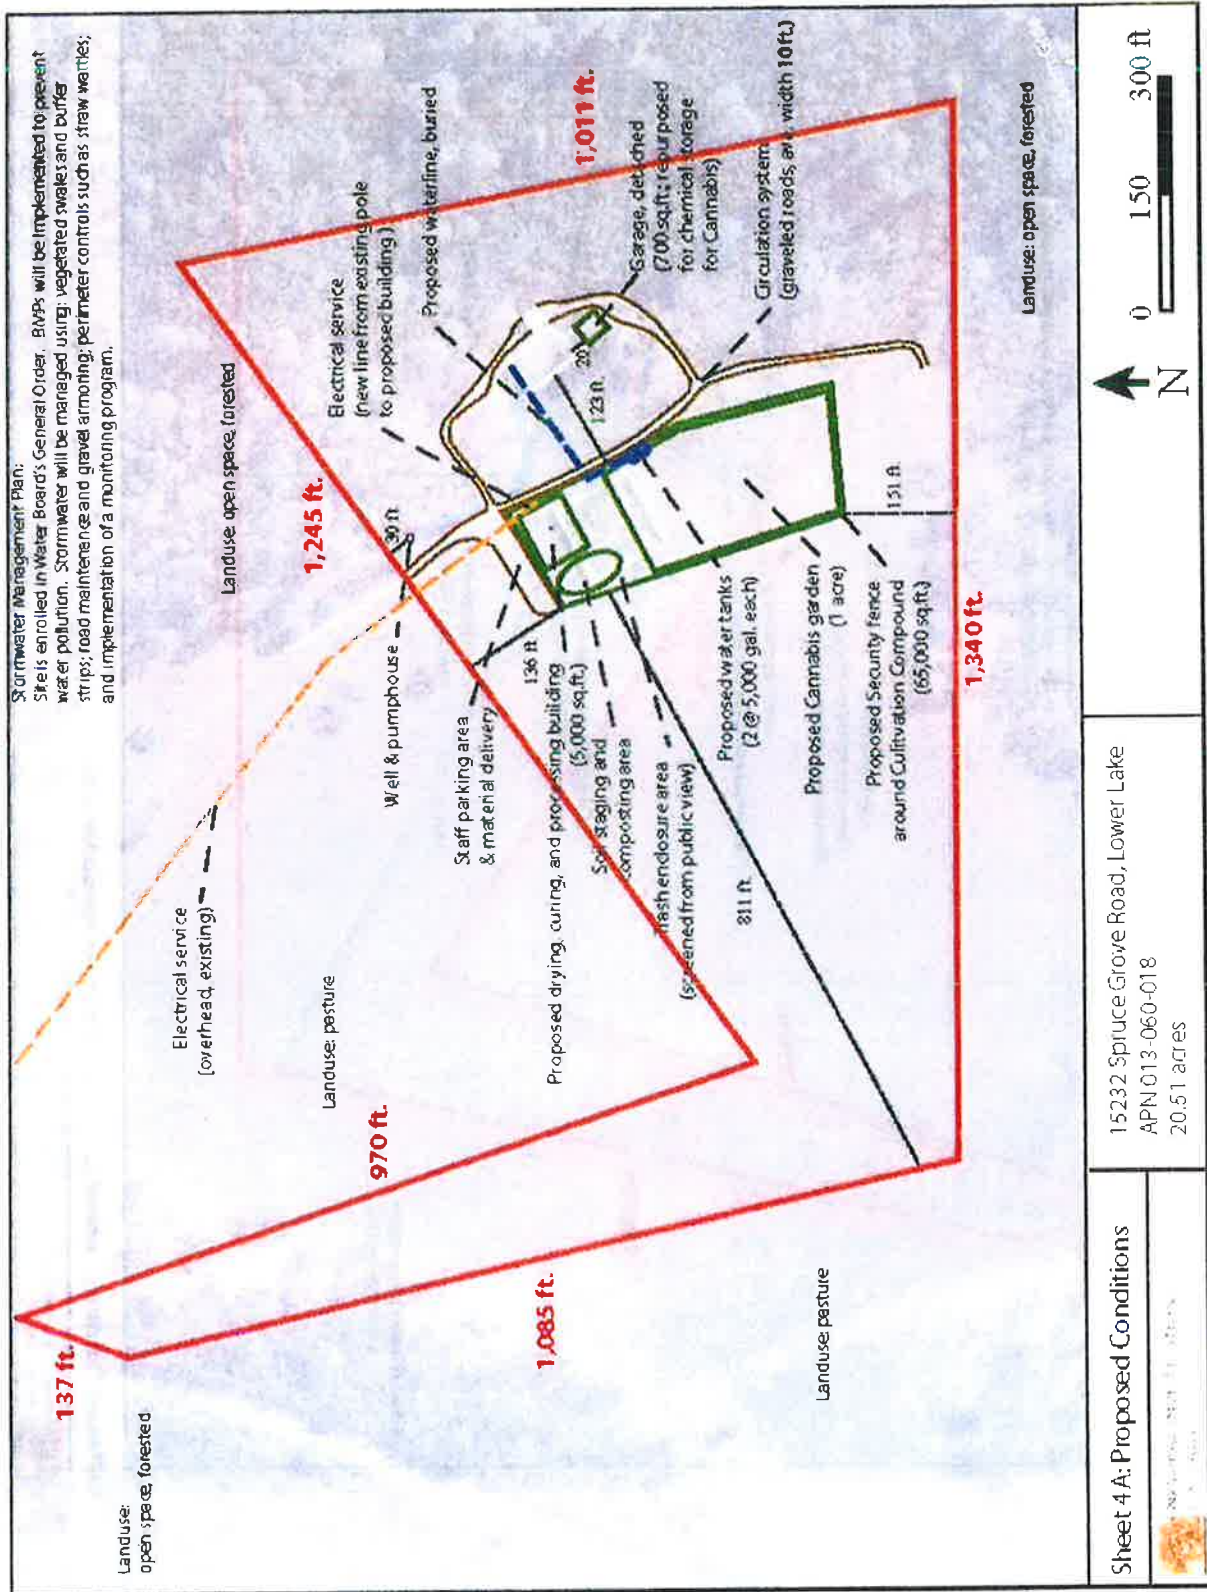 Stormwater Management Plan:
Site is enrolled in Water Board's General Order. BMPs will be implemented to prevent
water pollution. Stormwater will be managed using: vegetated swales and buffer
strips; road maintenence and gravel armoring; perimeter controls such as straw wattles;
and implementation of a monitoring program.
137 ft.
Landuse:
open space, forested
Electrical service
(overhead, existing)
Landuse: pasture
970 ft.
Landuse: open space, forested
1,245 ft.
1,011 ft.
30 ft
Well & pumphouse
Electrical service
(new line from existing pole
to proposed building)
Proposed waterline, buried
Staff parking area
& material delivery
136 ft
Proposed drying, curing, and processing building
(5,000 sq.ft.)
Soil staging and
composting area
Trash enclosure area
(screened from public view)
20'
123 ft.
Garage, detached
(700 sq.ft; repurposed
for chemical storage
for Cannabis)
Circulation system
(graveled roads, ave. width 10 ft.)
Proposed water tanks
(2 @ 5,000 gal. each)
Proposed Cannabis garden
(1 acre)
Proposed Security fence
around Culitvation Compound
(65,000 sq.ft.)
151 ft.
811 ft.
1,085 ft.
Landuse: pasture
1,340 ft.
Landuse: open space, forested
Sheet 4A: Proposed Conditions
15232 Spruce Grove Road, Lower Lake
APN 013-060-018
20.51 acres
N
0 150 300 ft